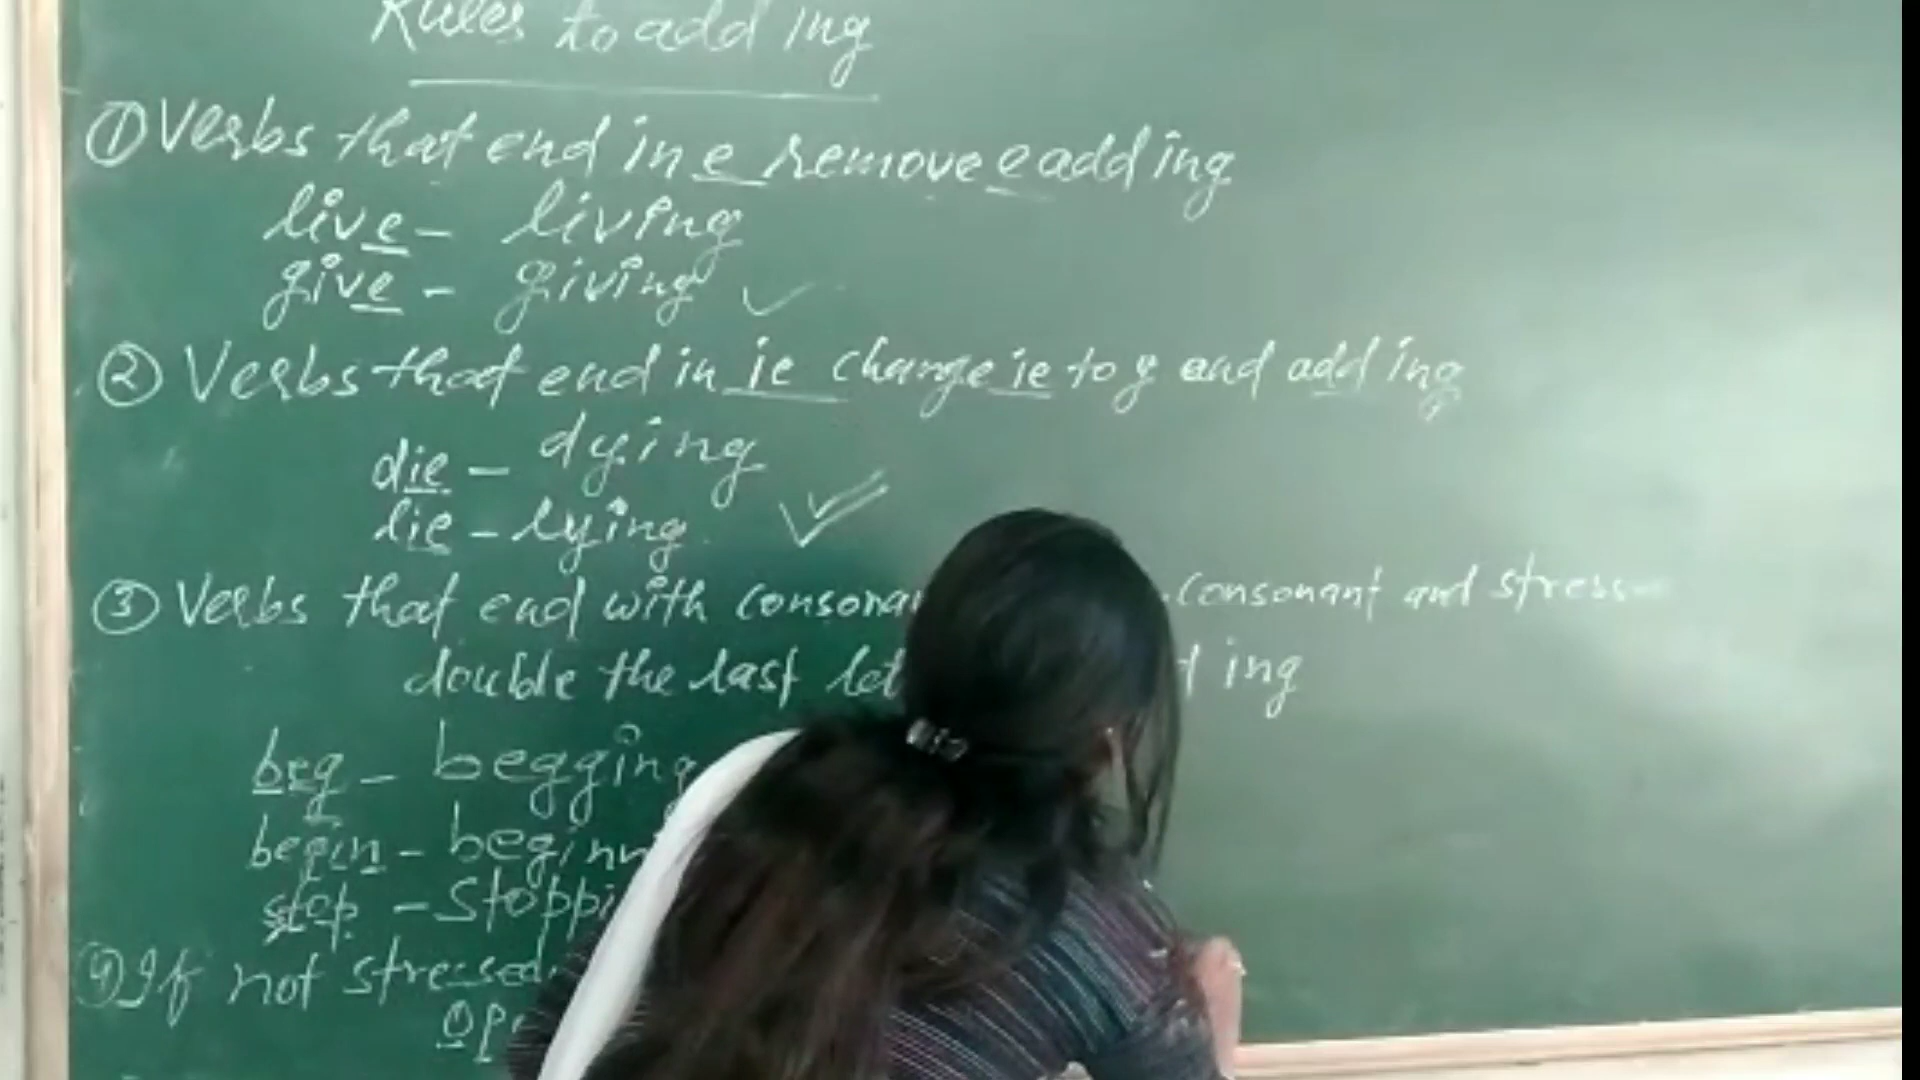 Rules to add ing
① Verbs that end in e remove e add ing
live - living
give - giving
② Verbs that end in ie change ie to y and add ing
die - dying
lie - lying
③ Verbs that end with consonant and stress
double the last ing
beg - begging
begin -
stop -
④ If not stressed